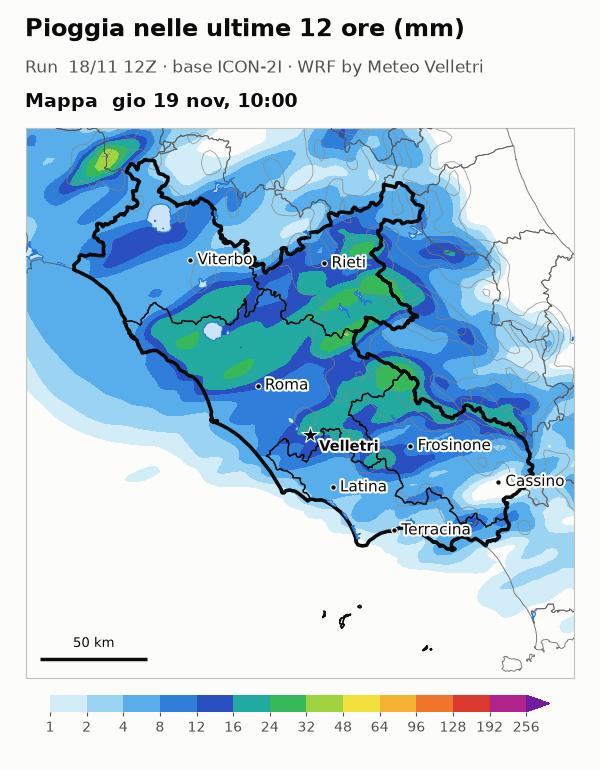 Pioggia nelle ultime 12 ore (mm)
Run  18/11 12Z · base ICON-2I · WRF by Meteo Velletri
Mappa  gio 19 nov, 10:00
Viterbo
Rieti
Roma
Velletri
Frosinone
Cassino
Latina
Terracina
50 km
1 2 4 8 12 16 24 32 48 64 96 128 192 256